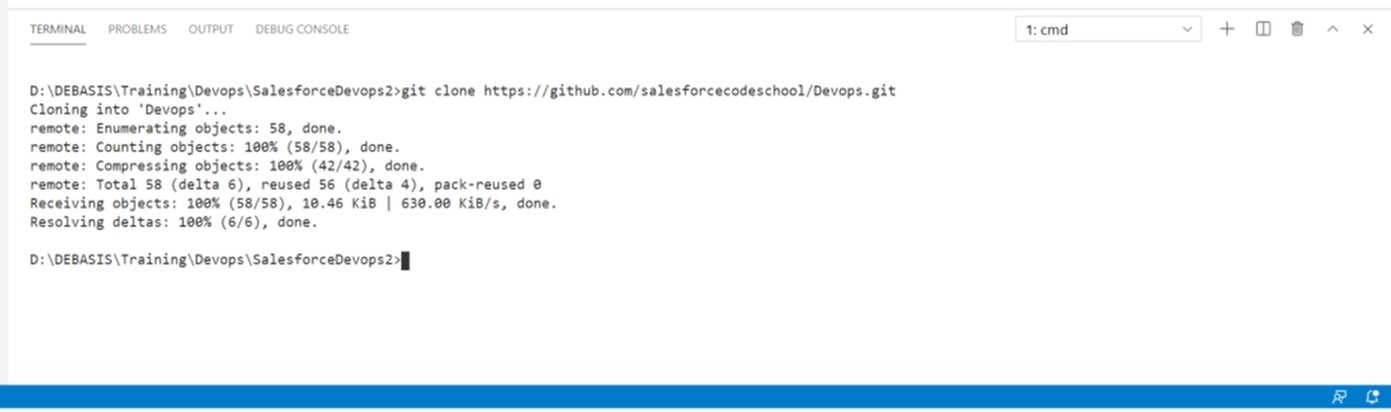 TERMINAL PROBLEMS OUTPUT DEBUG CONSOLE 1: cmd
D:\DEBASIS\Training\Devops\SalesforceDevops2>git clone https://github.com/salesforcecodeschool/Devops.git
Cloning into 'Devops'...
remote: Enumerating objects: 58, done.
remote: Counting objects: 100% (58/58), done.
remote: Compressing objects: 100% (42/42), done.
remote: Total 58 (delta 6), reused 56 (delta 4), pack-reused 0
Receiving objects: 100% (58/58), 10.46 KiB | 630.00 KiB/s, done.
Resolving deltas: 100% (6/6), done.
D:\DEBASIS\Training\Devops\SalesforceDevops2>